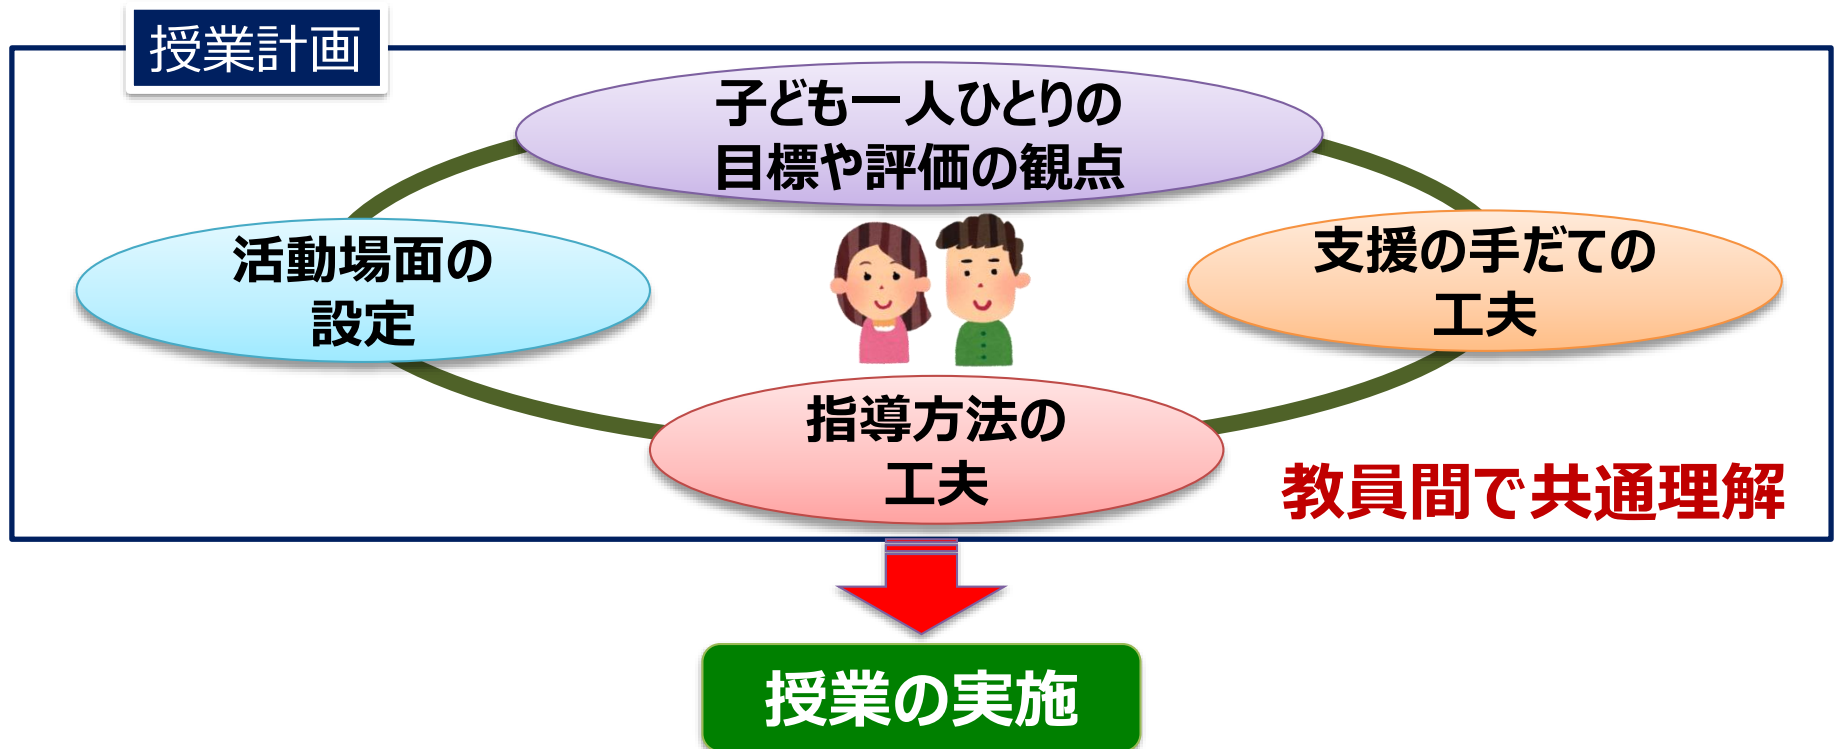 授業計画
子ども一人ひとりの
目標や評価の観点
活動場面の
設定
支援の手だての
工夫
指導方法の
工夫
教員間で共通理解
授業の実施